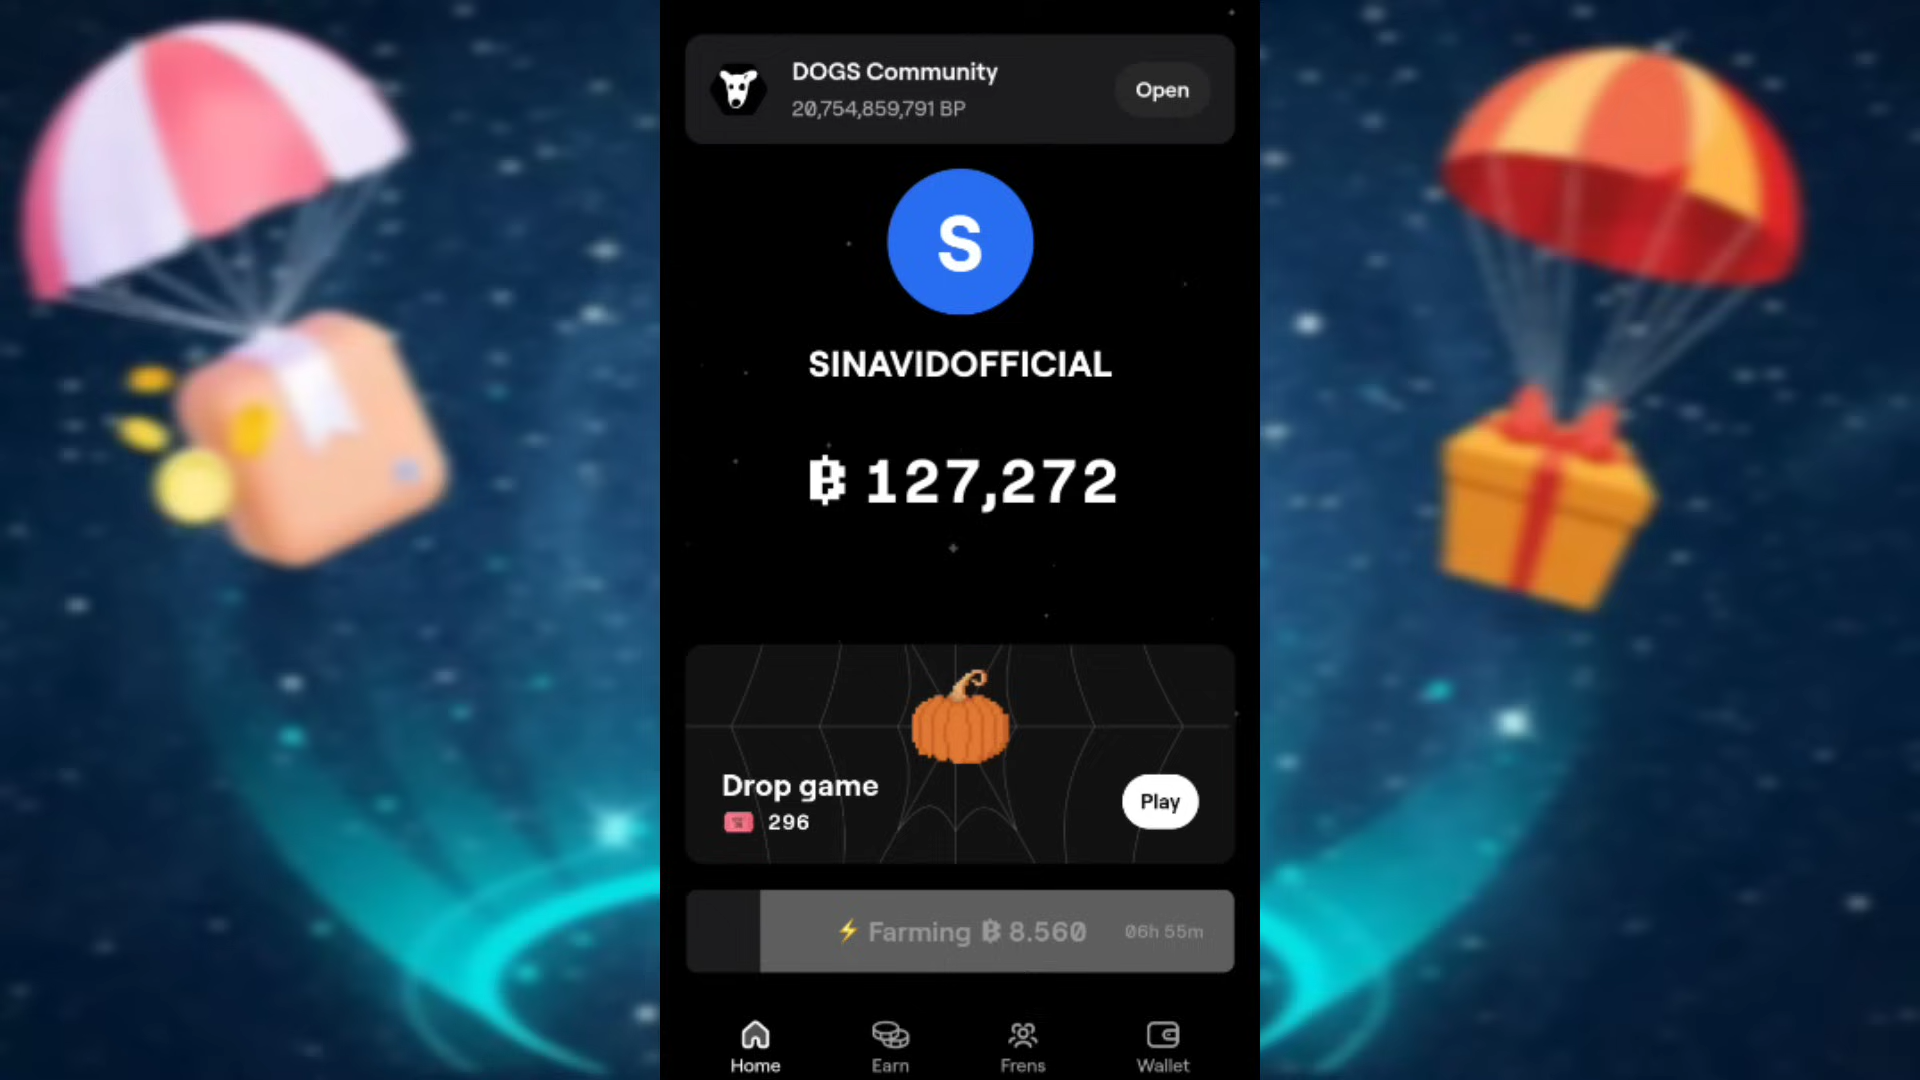 DOGS Community
20,754,859,791 BP
Open
S
SINAVIDOFFICIAL
127,272
Drop game
296
Play
Farming 8.560 06h 55m
Home Earn Frens Wallet